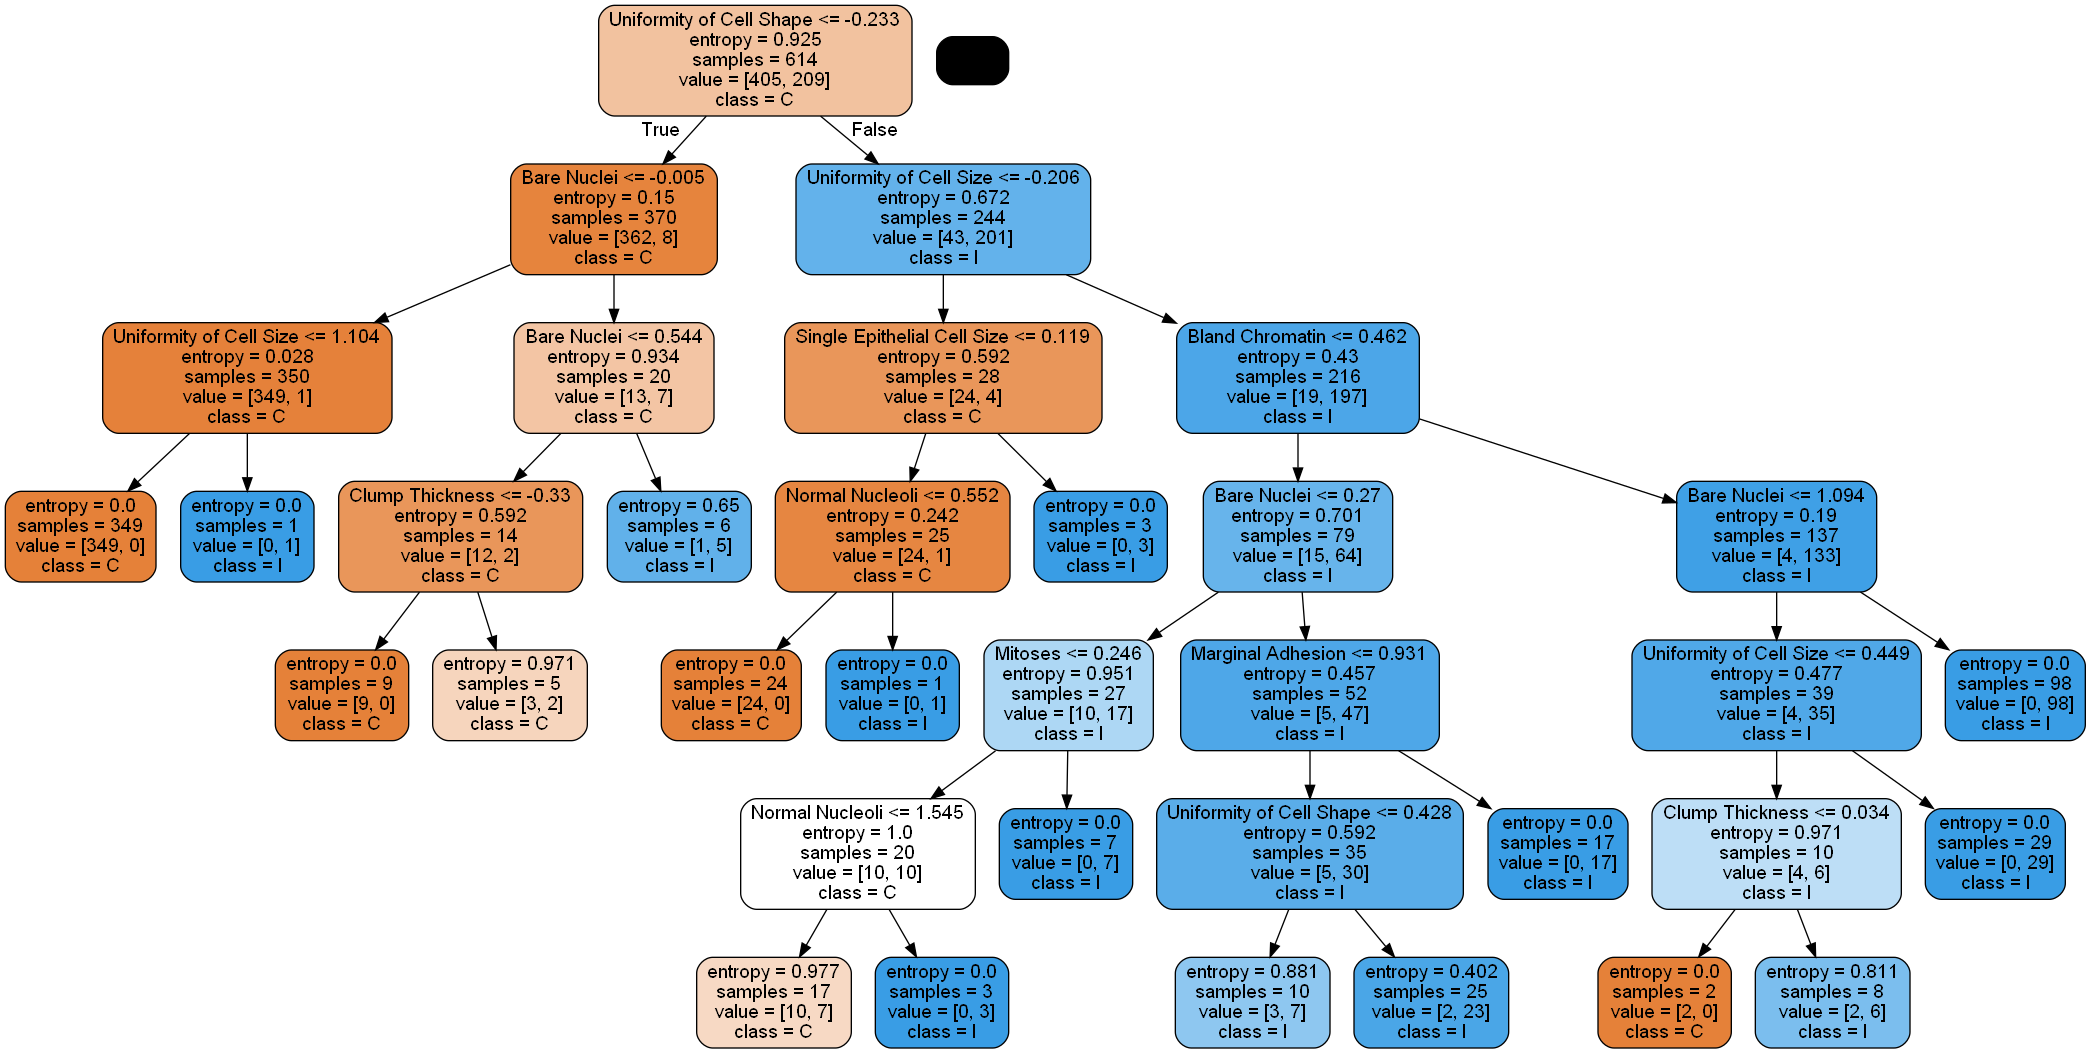 Uniformity of Cell Shape <= -0.233
entropy = 0.925
samples = 614
value = [405, 209]
class = C
True
False
Bare Nuclei <= -0.005
entropy = 0.15
samples = 370
value = [362, 8]
class = C
Uniformity of Cell Size <= -0.206
entropy = 0.672
samples = 244
value = [43, 201]
class = I
Uniformity of Cell Size <= 1.104
entropy = 0.028
samples = 350
value = [349, 1]
class = C
Bare Nuclei <= 0.544
entropy = 0.934
samples = 20
value = [13, 7]
class = C
Single Epithelial Cell Size <= 0.119
entropy = 0.592
samples = 28
value = [24, 4]
class = C
Bland Chromatin <= 0.462
entropy = 0.43
samples = 216
value = [19, 197]
class = I
entropy = 0.0
samples = 349
value = [349, 0]
class = C
entropy = 0.0
samples = 1
value = [0, 1]
class = I
Clump Thickness <= -0.33
entropy = 0.592
samples = 14
value = [12, 2]
class = C
entropy = 0.65
samples = 6
value = [1, 5]
class = I
Normal Nucleoli <= 0.552
entropy = 0.242
samples = 25
value = [24, 1]
class = C
entropy = 0.0
samples = 3
value = [0, 3]
class = I
Bare Nuclei <= 0.27
entropy = 0.701
samples = 79
value = [15, 64]
class = I
Bare Nuclei <= 1.094
entropy = 0.19
samples = 137
value = [4, 133]
class = I
entropy = 0.0
samples = 9
value = [9, 0]
class = C
entropy = 0.971
samples = 5
value = [3, 2]
class = C
entropy = 0.0
samples = 24
value = [24, 0]
class = C
entropy = 0.0
samples = 1
value = [0, 1]
class = I
Mitoses <= 0.246
entropy = 0.951
samples = 27
value = [10, 17]
class = I
Marginal Adhesion <= 0.931
entropy = 0.457
samples = 52
value = [5, 47]
class = I
Uniformity of Cell Size <= 0.449
entropy = 0.477
samples = 39
value = [4, 35]
class = I
entropy = 0.0
samples = 98
value = [0, 98]
class = I
Normal Nucleoli <= 1.545
entropy = 1.0
samples = 20
value = [10, 10]
class = C
entropy = 0.0
samples = 7
value = [0, 7]
class = I
Uniformity of Cell Shape <= 0.428
entropy = 0.592
samples = 35
value = [5, 30]
class = I
entropy = 0.0
samples = 17
value = [0, 17]
class = I
Clump Thickness <= 0.034
entropy = 0.971
samples = 10
value = [4, 6]
class = I
entropy = 0.0
samples = 29
value = [0, 29]
class = I
entropy = 0.977
samples = 17
value = [10, 7]
class = C
entropy = 0.0
samples = 3
value = [0, 3]
class = I
entropy = 0.881
samples = 10
value = [3, 7]
class = I
entropy = 0.402
samples = 25
value = [2, 23]
class = I
entropy = 0.0
samples = 2
value = [2, 0]
class = C
entropy = 0.811
samples = 8
value = [2, 6]
class = I